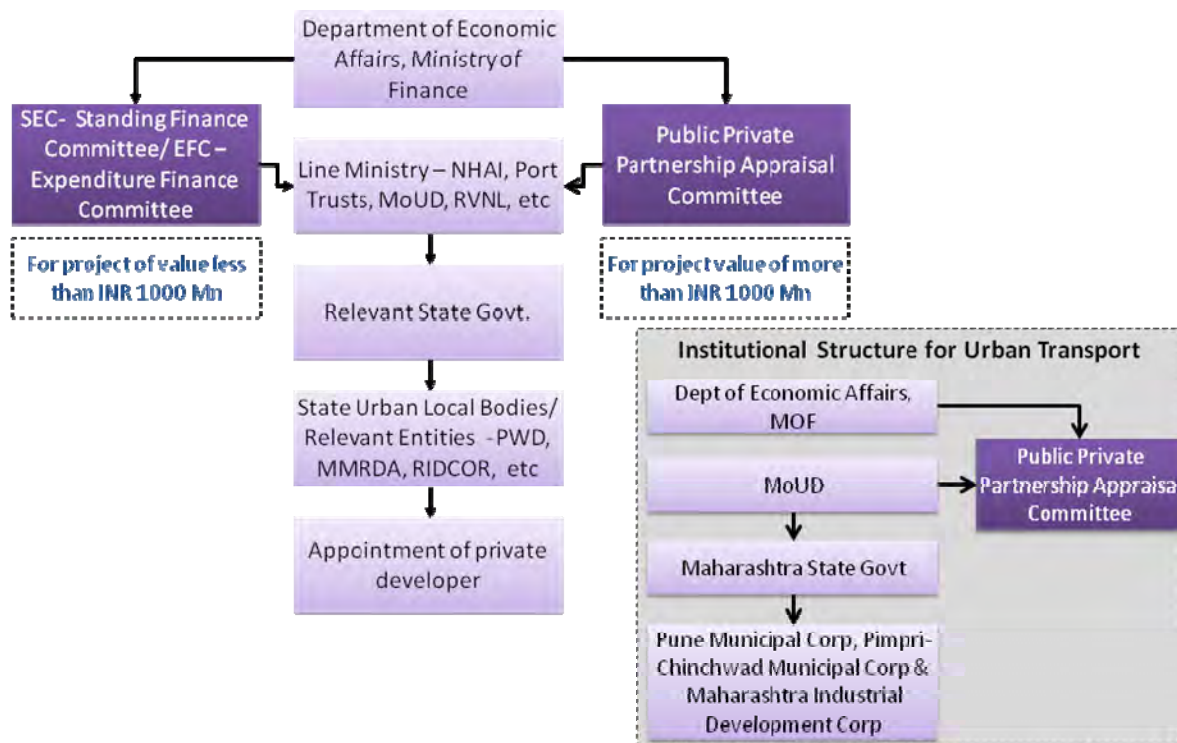 Department of Economic
Affairs, Ministry of
Finance
SEC- Standing Finance
Committee/ EFC –
Expenditure Finance
Committee
Line Ministry – NHAI, Port
Trusts, MoUD, RVNL, etc
Public Private
Partnership Appraisal
Committee
For project of value less
than INR 1000 Mn
For project value of more
than INR 1000 Mn
Relevant State Govt.
State Urban Local Bodies/
Relevant Entities -PWD,
MMRDA, RIDCOR, etc
Appointment of private
developer
Institutional Structure for Urban Transport
Dept of Economic Affairs,
MOF
Public Private
Partnership Appraisal
Committee
MoUD
Maharashtra State Govt
Pune Municipal Corp, Pimpri-
Chinchwad Municipal Corp &
Maharashtra Industrial
Development Corp